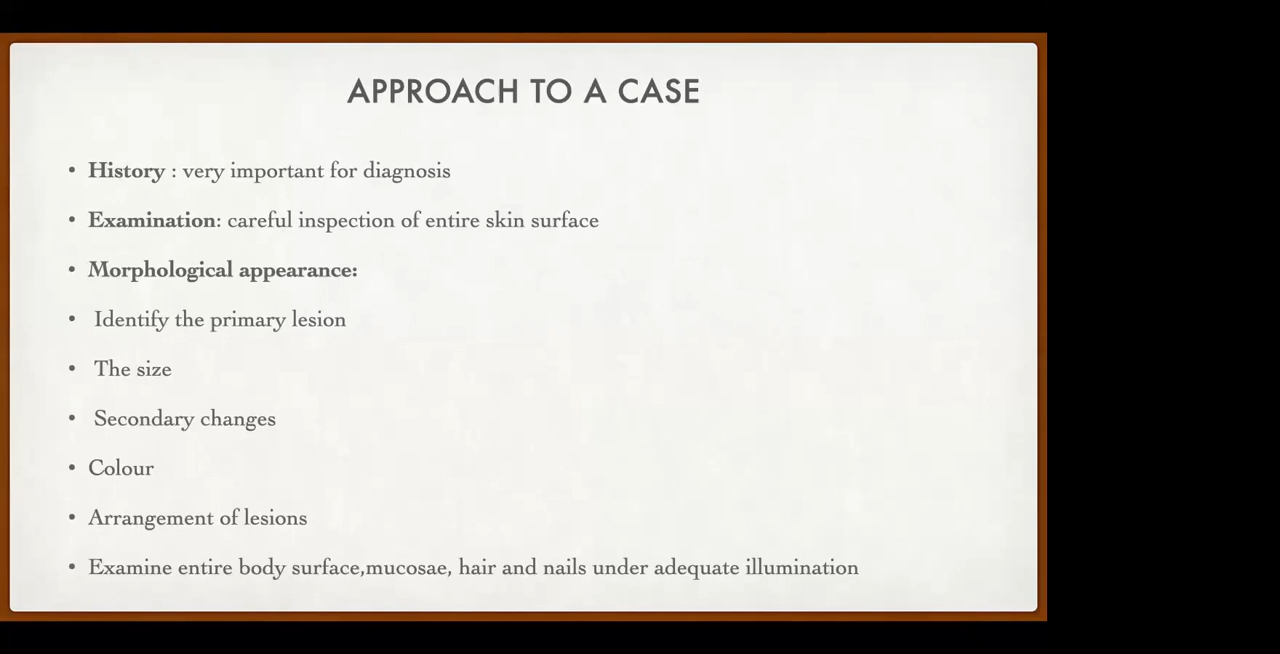 APPROACH TO A CASE
• History : very important for diagnosis
• Examination: careful inspection of entire skin surface
• Morphological appearance:
• Identify the primary lesion
• The size
• Secondary changes
• Colour
• Arrangement of lesions
• Examine entire body surface,mucosae, hair and nails under adequate illumination